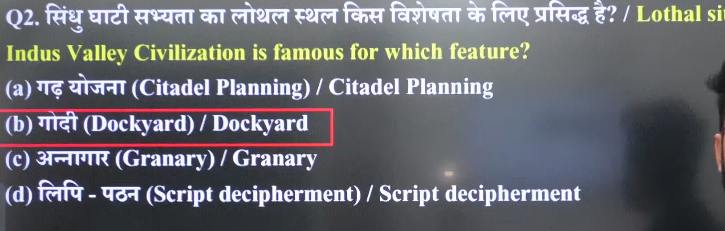 Q2. सिंधु घाटी सभ्यता का लोथल स्थल किस विशेषता के लिए प्रसिद्ध है? / Lothal
Indus Valley Civilization is famous for which feature?
(a) गढ़ योजना (Citadel Planning) / Citadel Planning
(b) गोदी (Dockyard) / Dockyard
(c) अन्नागार (Granary) / Granary
(d) लिपि - पठन (Script decipherment) / Script decipherment